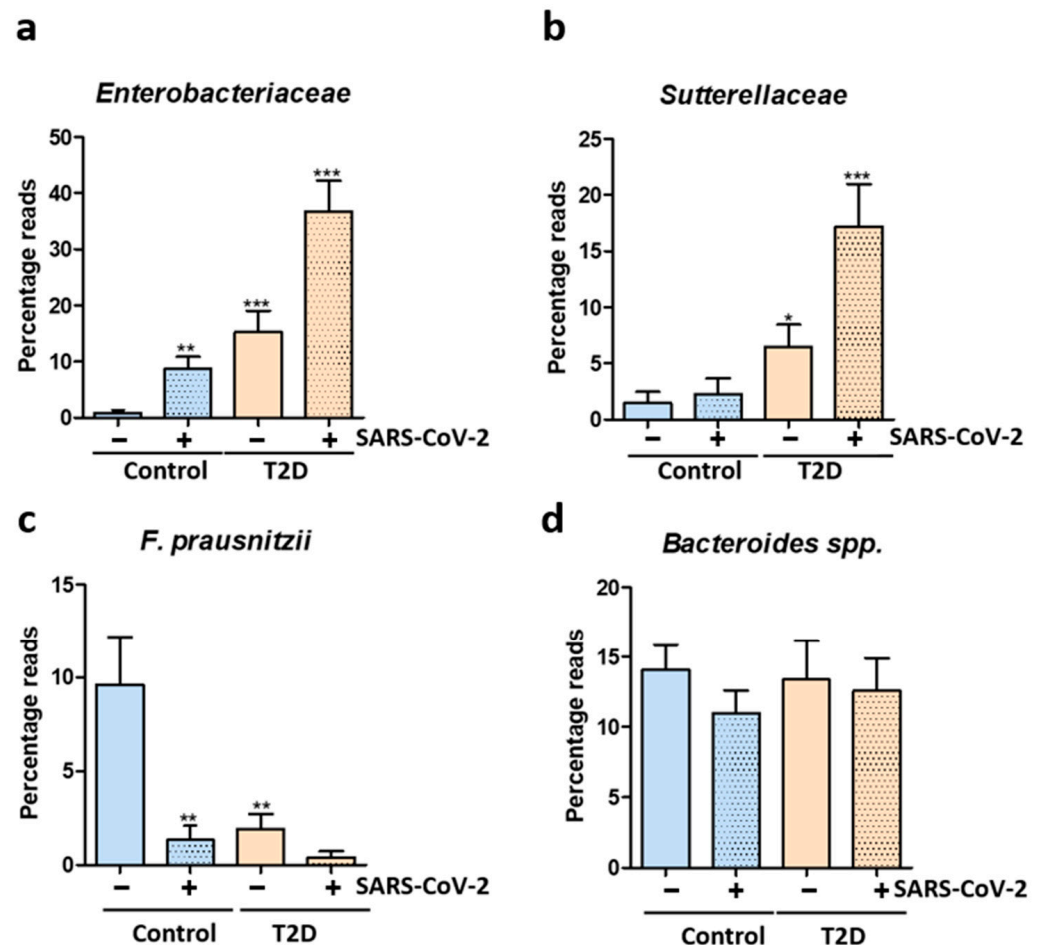 a
Enterobacteriaceae
Percentage reads
50
40
30
20
10
0
**
***
***
− + − + SARS-CoV-2
Control T2D
b
Sutterellaceae
Percentage reads
25
20
15
10
5
0
*
***
− + − + SARS-CoV-2
Control T2D
c
F. prausnitzii
Percentage reads
15
10
5
0
**
**
− + − + SARS-CoV-2
Control T2D
d
Bacteroides spp.
Percentage reads
20
15
10
5
0
− + − + SARS-CoV-2
Control T2D